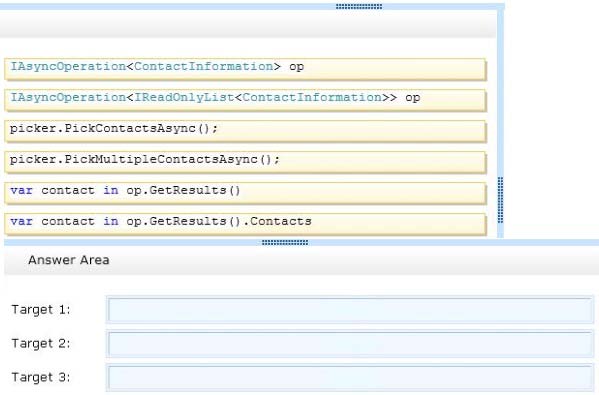 IAsyncOperation<ContactInformation> op
IAsyncOperation<IReadOnlyList<ContactInformation>> op
picker.PickContactsAsync();
picker.PickMultipleContactsAsync();
var contact in op.GetResults()
var contact in op.GetResults().Contacts
Answer Area
Target 1:
Target 2:
Target 3: